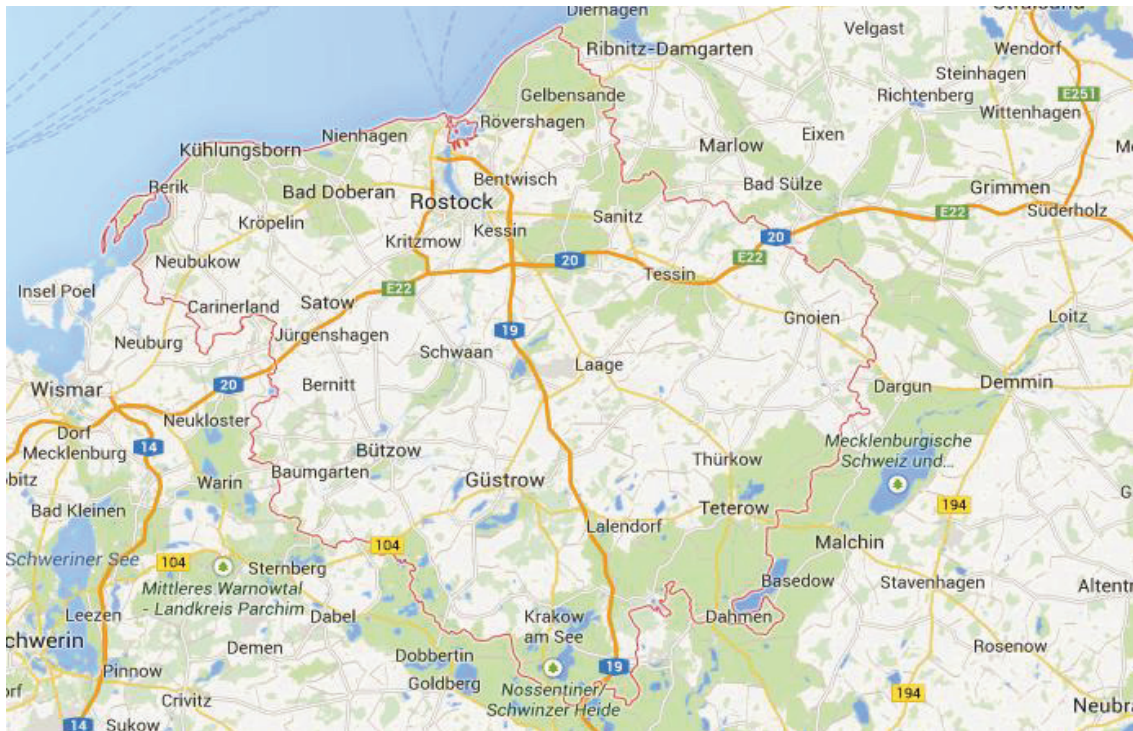 Dierhagen
Velgast
Stralsund
Ribnitz-Damgarten
Wendorf
Steinhagen
Richtenberg
E251
Gelbensande
Wittenhagen
Nienhagen
Rövershagen
Eixen
Kühlungsborn
Marlow
Bentwisch
Rerik
Bad Doberan
Bad Sülze
Grimmen
Rostock
Sanitz
E22
Süderholz
Kröpelin
Kessin
Kritzmow
20
Neubukow
20
E22
Tessin
Insel Poel
E22
Satow
Carinerland
Gnoien
Loitz
Jürgenshagen
19
Neuburg
Schwaan
Laage
Wismar
20
Bernitt
Dargun
Demmin
Neukloster
Dorf
Mecklenburg
14
Bützow
Mecklenburgische
Schweiz und...
Thürkow
obitz
Warin
Baumgarten
Güstrow
Bad Kleinen
Teterow
194
Lalendorf
Malchin
104
Schweriner See
104
Sternberg
Basedow
Stavenhagen
Altentr
Mittleres Warnowtal
- Landkreis Parchim
Leezen
Dabel
Krakow
am See
Dahmen
chwerin
Demen
Rosenow
Dobbertin
Pinnow
19
Goldberg
Crivitz
Nossentiner/
Schwinzer Heide
194
orf
14
Sukow
Neubra